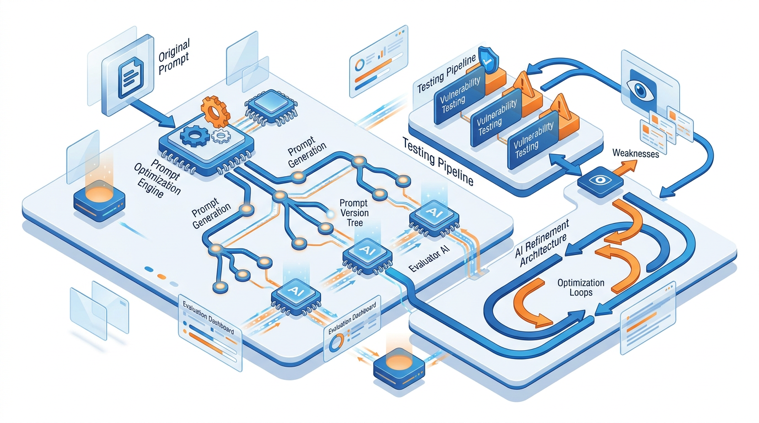 Original
Prompt
Prompt
Optimization
Engine
Prompt
Generation
Prompt
Generation
Prompt
Version
Tree
AI
AI
AI
Evaluator AI
Evaluation Dashboard
Evaluation Dashboard
Testing Pipeline
Vulnerability
Testing
Vulnerability
Testing
Vulnerability
Testing
Testing Pipeline
Weaknesses
AI Refinement
Architecture
Optimization
Loops